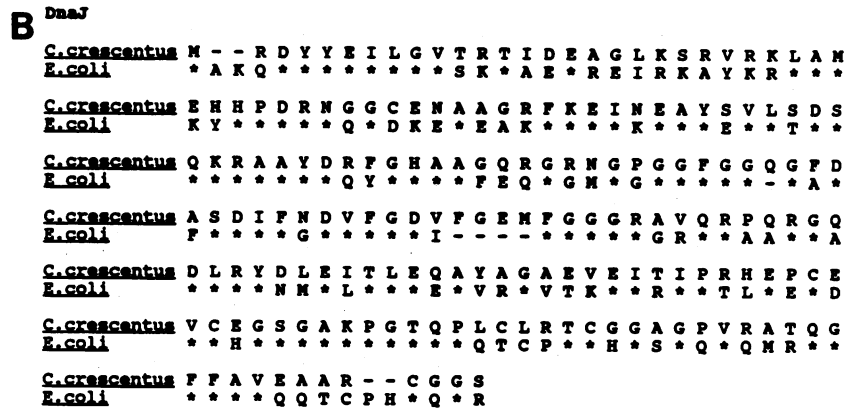 B DnaJ
C.crescentus M - - R D Y Y E I L G V T R T I D E A G L K S R V R K L A M
E.coli * A K Q * * * * * * * * S K * A E * R E I R K A Y K R * * *
C.crescentus E H H P D R N G G C E N A A G R F K E I N E A Y S V L S D S
E.coli K Y * * * * * Q * D K E * E A K * * * * K * * * E * * T * *
C.crescentus Q K R A A Y D R F G H A A G Q R G R N G P G G F G G Q G F D
E coli * * * * * * * Q Y * * * * F E Q * G M * G * * * * * - * A *
C.crescentus A S D I F N D V F G D V F G E M F G G G R A V Q R P Q R G Q
E.coli F * * * * G * * * * * I - - - - * * * * * G R * * A A * * A
C.crescentus D L R Y D L E I T L E Q A Y A G A E V E I T I P R H E P C E
E.coli * * * * N M * L * * * E * V R * V T K * * R * * T L * E * D
C.crescentus V C E G S G A K P G T Q P L C L R T C G G A G P V R A T Q G
E.coli * * H * * * * * * * * * * Q T C P * * H * S * Q * Q M R * *
C.crescentus F F A V E A A R - - C G G S
E.coli * * * * Q Q T C P H * Q * R